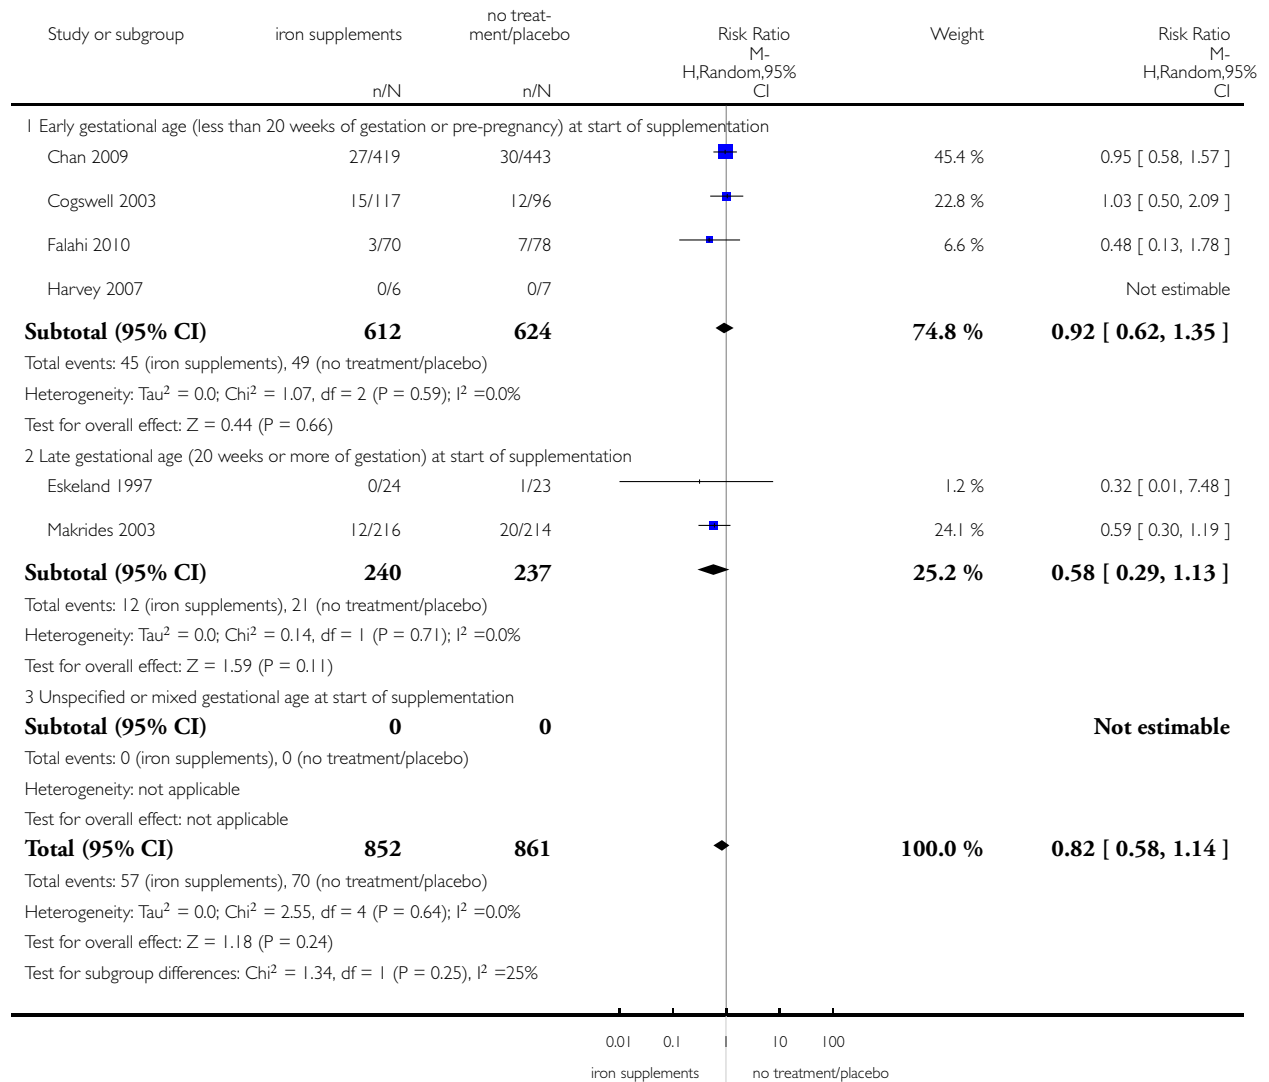 no treat-
Study or subgroup iron supplements ment/placebo Risk Ratio Weight Risk Ratio
M- M-
H,Random,95% H,Random,95%
n/N n/N CI CI
1 Early gestational age (less than 20 weeks of gestation or pre-pregnancy) at start of supplementation
Chan 2009 27/419 30/443 45.4 % 0.95 [ 0.58, 1.57 ]
Cogswell 2003 15/117 12/96 22.8 % 1.03 [ 0.50, 2.09 ]
Falahi 2010 3/70 7/78 6.6 % 0.48 [ 0.13, 1.78 ]
Harvey 2007 0/6 0/7 Not estimable
Subtotal (95% CI) 612 624 74.8 % 0.92 [ 0.62, 1.35 ]
Total events: 45 (iron supplements), 49 (no treatment/placebo)
Heterogeneity: Tau² = 0.0; Chi² = 1.07, df = 2 (P = 0.59); I² =0.0%
Test for overall effect: Z = 0.44 (P = 0.66)
2 Late gestational age (20 weeks or more of gestation) at start of supplementation
Eskeland 1997 0/24 1/23 1.2 % 0.32 [ 0.01, 7.48 ]
Makrides 2003 12/216 20/214 24.1 % 0.59 [ 0.30, 1.19 ]
Subtotal (95% CI) 240 237 25.2 % 0.58 [ 0.29, 1.13 ]
Total events: 12 (iron supplements), 21 (no treatment/placebo)
Heterogeneity: Tau² = 0.0; Chi² = 0.14, df = 1 (P = 0.71); I² =0.0%
Test for overall effect: Z = 1.59 (P = 0.11)
3 Unspecified or mixed gestational age at start of supplementation
Subtotal (95% CI) 0 0 Not estimable
Total events: 0 (iron supplements), 0 (no treatment/placebo)
Heterogeneity: not applicable
Test for overall effect: not applicable
Total (95% CI) 852 861 100.0 % 0.82 [ 0.58, 1.14 ]
Total events: 57 (iron supplements), 70 (no treatment/placebo)
Heterogeneity: Tau² = 0.0; Chi² = 2.55, df = 4 (P = 0.64); I² =0.0%
Test for overall effect: Z = 1.18 (P = 0.24)
Test for subgroup differences: Chi² = 1.34, df = 1 (P = 0.25), I² =25%
0.01 0.1 1 10 100
iron supplements no treatment/placebo